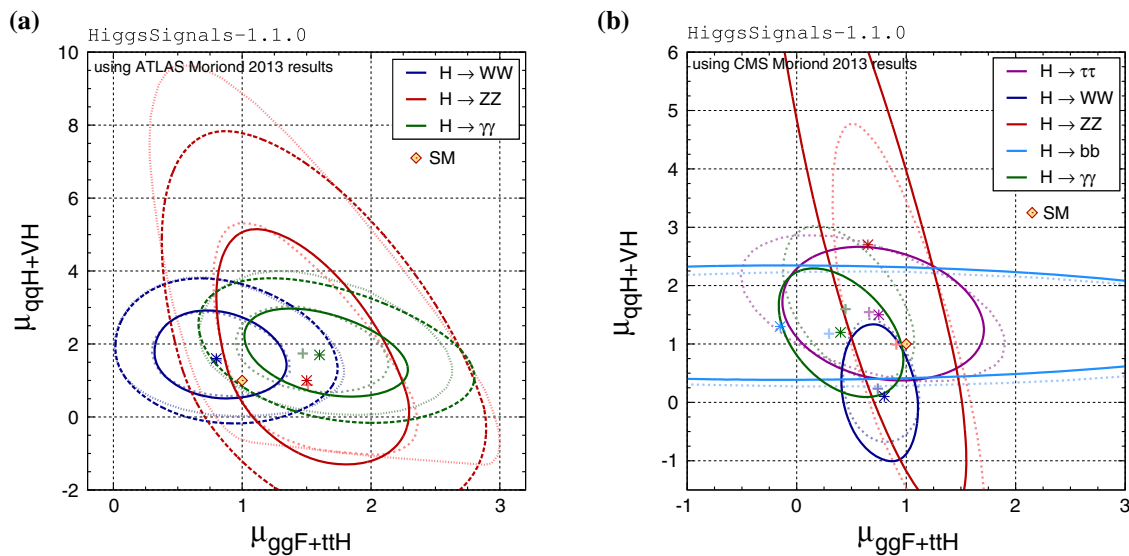 (a)
HiggsSignals-1.1.0
using ATLAS Moriond 2013 results
H → WW
H → ZZ
H → γγ
SM
10
8
6
4
2
0
-2
μqqH+VH
0 1 2 3
μggF+ttH
(b)
HiggsSignals-1.1.0
using CMS Moriond 2013 results
H → ττ
H → WW
H → ZZ
H → bb
H → γγ
SM
6
5
4
3
2
1
0
-1
μqqH+VH
-1 0 1 2 3
μggF+ttH